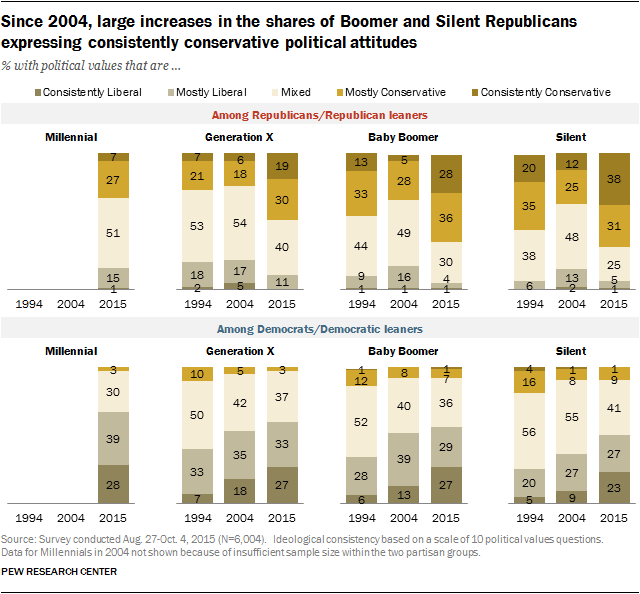 Since 2004, large increases in the shares of Boomer and Silent Republicans
expressing consistently conservative political attitudes
% with political values that are ...
Consistently Liberal Mostly Liberal Mixed Mostly Conservative Consistently Conservative
Among Republicans/Republican leaners
Millennial Generation X Baby Boomer Silent
7 7 6 19 13 5 28 20 12 38
27 21 18 30 33 28 36 35 25 31
51 53 54 40 44 49 30 38 48 25
15 18 17 11 9 16 4 6 13 5
1 2 5 1 1 1 2 1
1994 2004 2015 1994 2004 2015 1994 2004 2015 1994 2004 2015
Among Democrats/Democratic leaners
Millennial Generation X Baby Boomer Silent
1 1 4 1 1
3 10 5 3 12 8 7 16 8 9
30 50 42 37 52 40 36 56 55 41
39 33 35 33 28 39 29 20 27 27
28 7 18 27 6 13 27 5 9 23
1994 2004 2015 1994 2004 2015 1994 2004 2015 1994 2004 2015
Source: Survey conducted Aug. 27-Oct. 4, 2015 (N=6,004). Ideological consistency based on a scale of 10 political values questions.
Data for Millennials in 2004 not shown because of insufficient sample size within the two partisan groups.
PEW RESEARCH CENTER